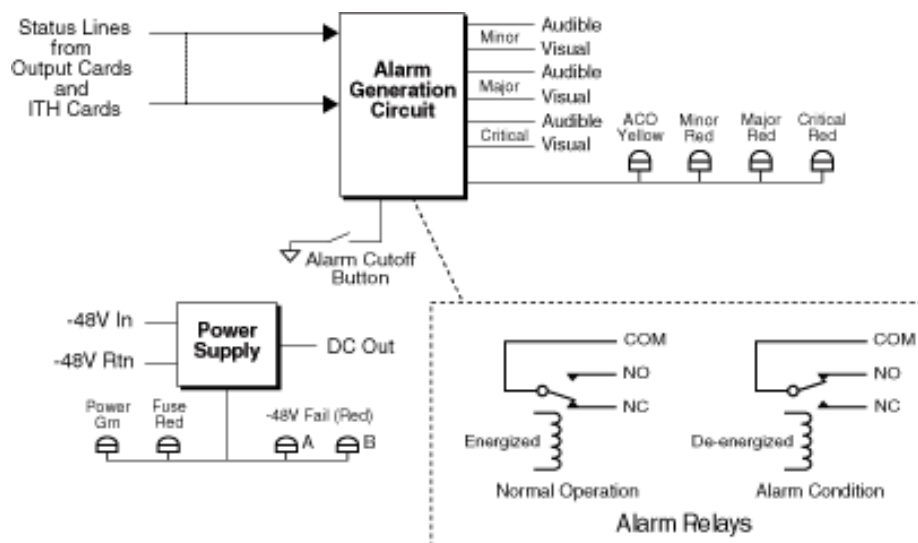 Status Lines
from
Output Cards
and
ITH Cards
Alarm
Generation
Circuit
Minor
Audible
Visual
Major
Audible
Visual
Critical
Audible
Visual
ACO
Yellow
Minor
Red
Major
Red
Critical
Red
Alarm Cutoff
Button
-48V In
-48V Rtn
Power
Supply
DC Out
Power
Grn
Fuse
Red
-48V Fail (Red)
A
B
COM
NO
NC
Energized
Normal Operation
COM
NO
NC
De-energized
Alarm Condition
Alarm Relays